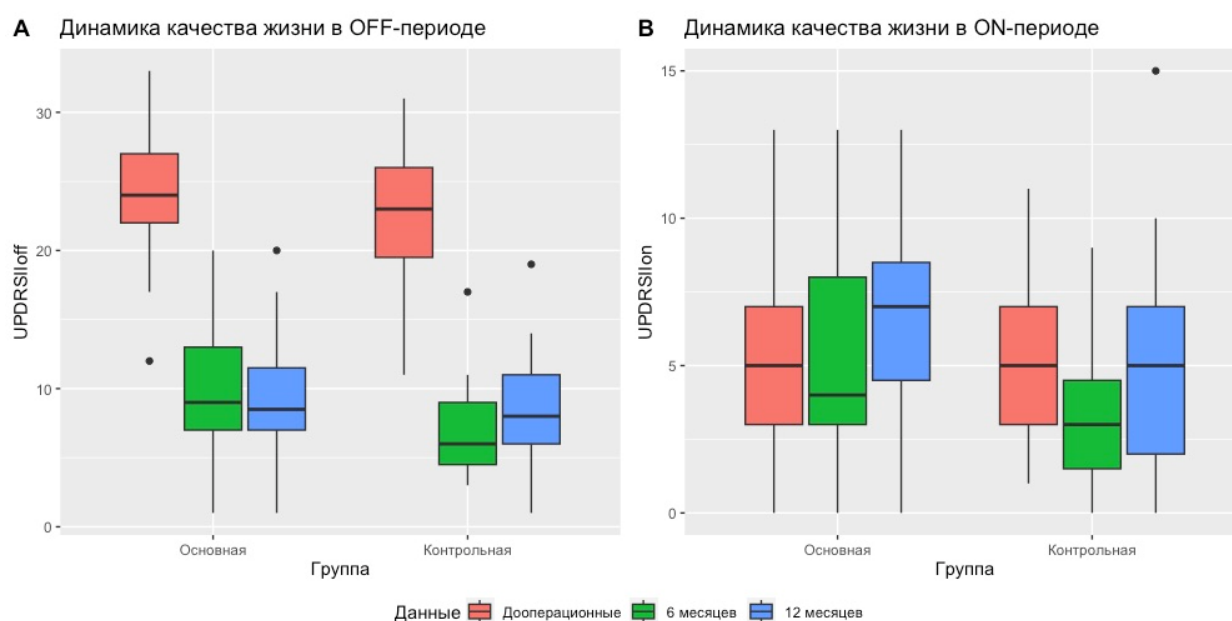 A Динамика качества жизни в OFF-периоде
UPDRSIIoff
30
20
10
0
Основная
Контрольная
Группа
B Динамика качества жизни в ON-периоде
UPDRSIIon
15
10
5
0
Основная
Контрольная
Группа
Данные Дооперационные 6 месяцев 12 месяцев